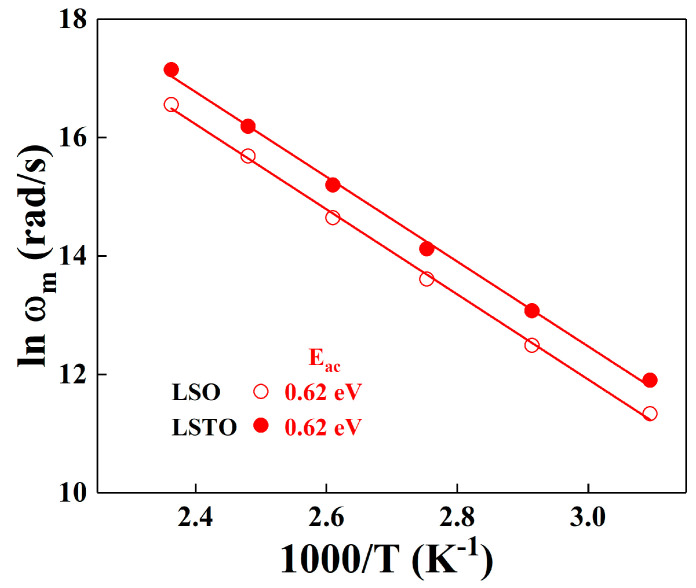 18
16
14
12
10
ln ωm (rad/s)
Eac
LSO 0.62 eV
LSTO 0.62 eV
2.4 2.6 2.8 3.0
1000/T (K-1)